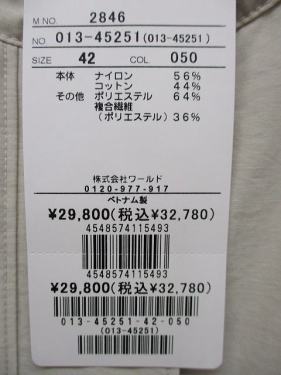 M NO. 2846
NO 013-45251(013-45251)
SIZE 42 COL 050
本体 ナイロン 56%
コットン 44%
その他 ポリエステル 64%
複合繊維
(ポリエステル) 36%
株式会社ワールド
0120-977-917
ベトナム製
¥29,800(税込¥32,780)
4548574115493
4548574115493
¥29,800(税込¥32,780)
013-45251-42-050
(013-45251)